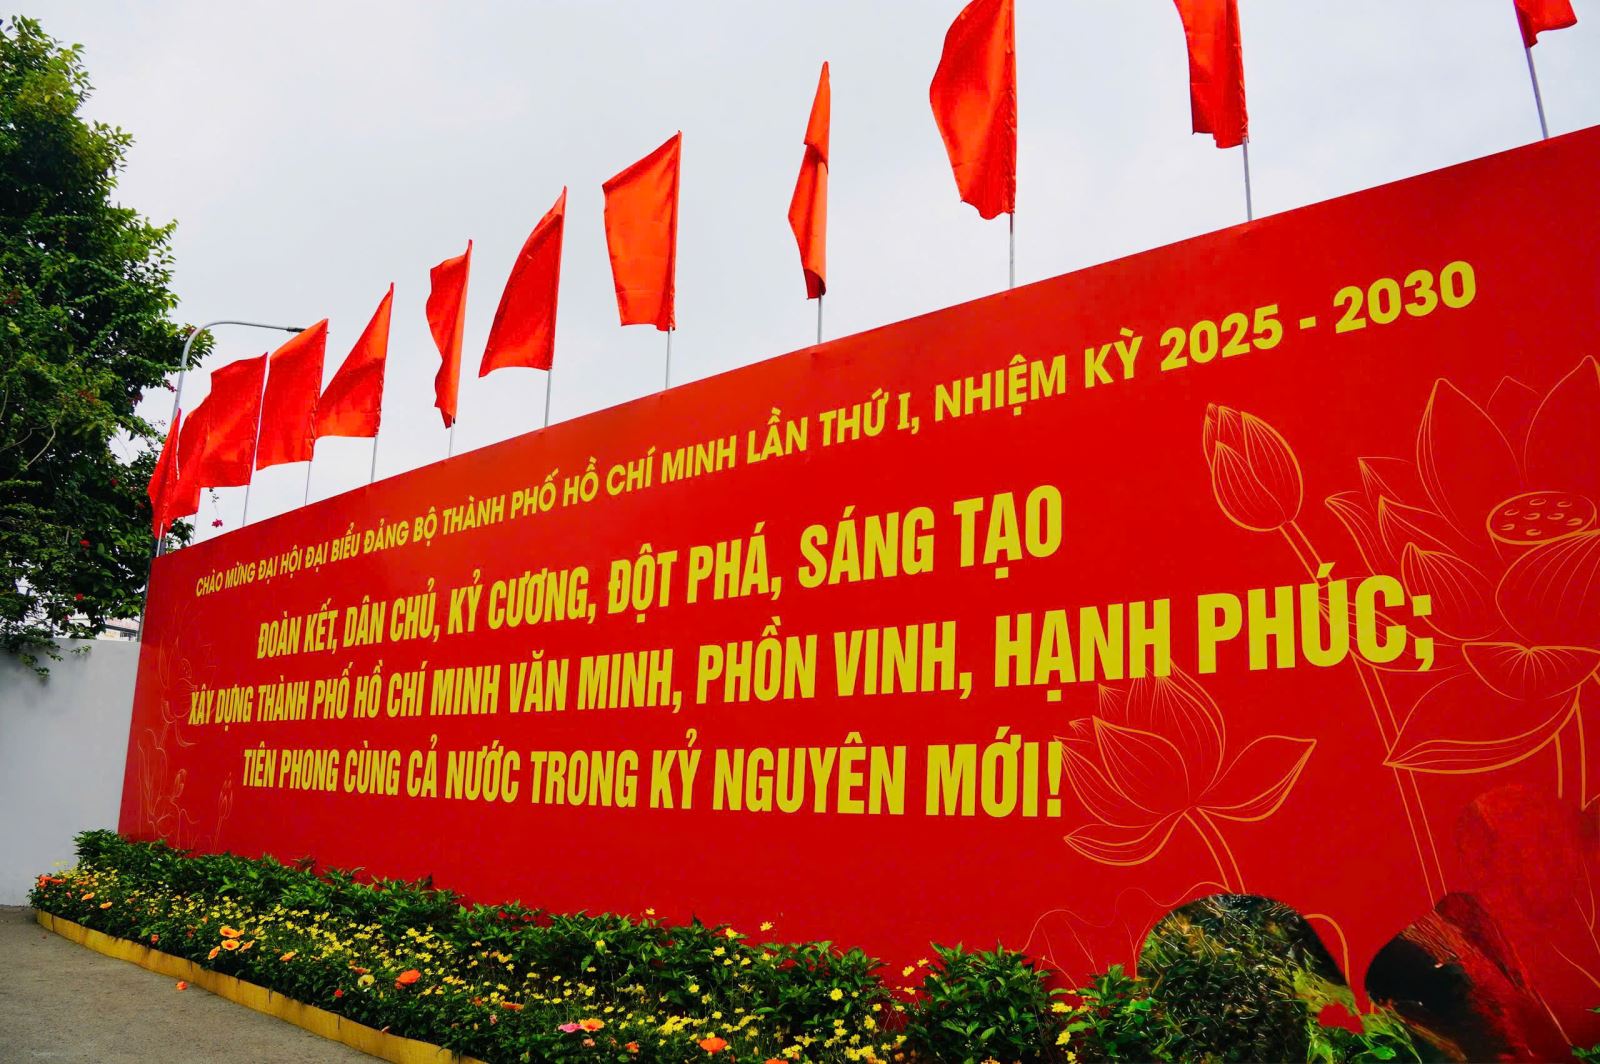 CHÀO MỪNG ĐẠI HỘI ĐẠI BIỂU ĐẢNG BỘ THÀNH PHỐ HỒ CHÍ MINH LẦN THỨ I, NHIỆM KỲ 2025 - 2030
ĐOÀN KẾT, DÂN CHỦ, KỶ CƯƠNG, ĐỘT PHÁ, SÁNG TẠO
XÂY DỰNG THÀNH PHỐ HỒ CHÍ MINH VĂN MINH, PHỒN VINH, HẠNH PHÚC;
TIÊN PHONG CÙNG CẢ NƯỚC TRONG KỶ NGUYÊN MỚI!